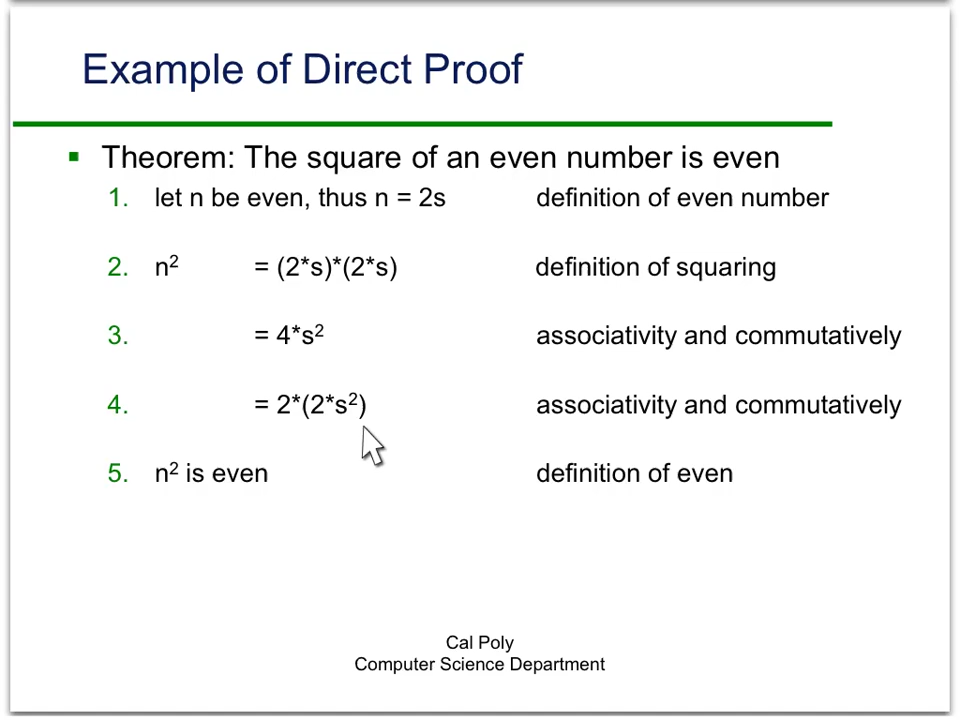 Example of Direct Proof
▪ Theorem: The square of an even number is even
1. let n be even, thus n = 2s definition of even number
2. n² = (2*s)*(2*s) definition of squaring
3. = 4*s² associativity and commutatively
4. = 2*(2*s²) associativity and commutatively
5. n² is even definition of even
Cal Poly
Computer Science Department